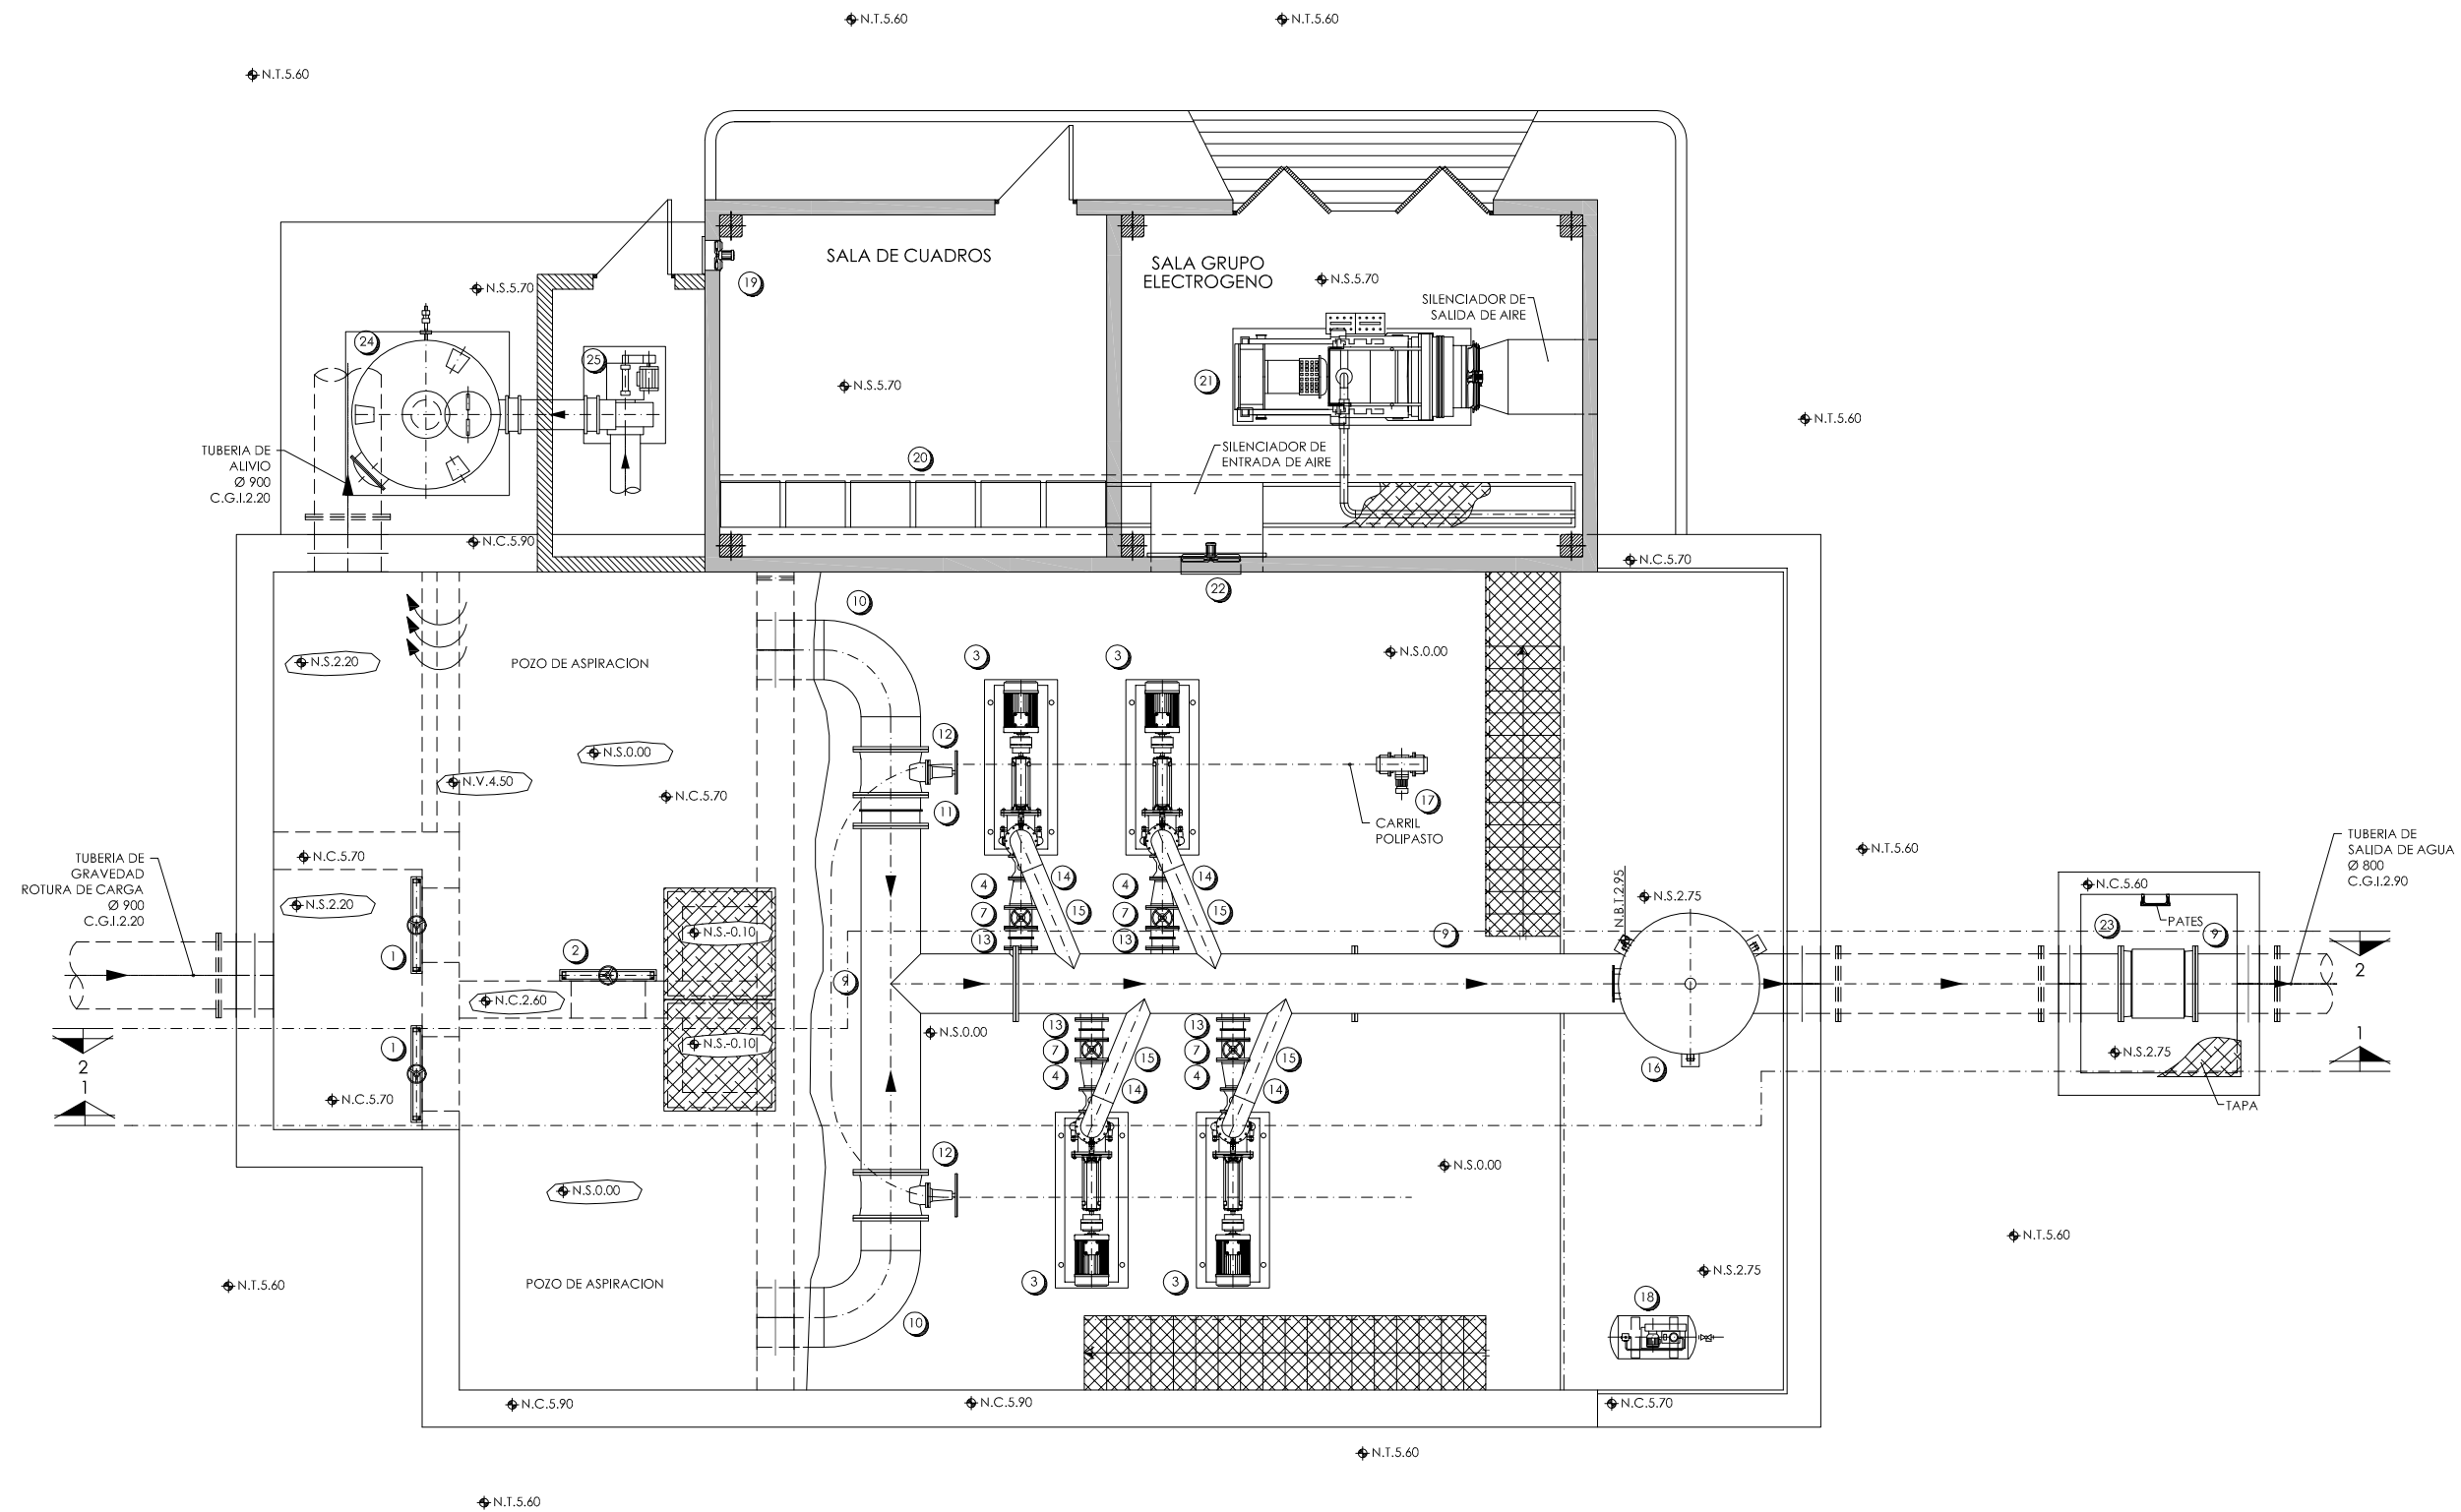 N.T.5.60
N.T.5.60
N.T.5.60
SALA DE CUADROS
SALA GRUPO
ELECTROGENO
N.S.5.70
N.S.5.70
19
SILENCIADOR DE
SALIDA DE AIRE
24
25
21
N.S.5.70
N.T.5.60
TUBERIA DE
ALIVIO
Ø 900
C.G.I.2.20
20
SILENCIADOR DE
ENTRADA DE AIRE
N.C.5.90
N.C.5.70
22
10
N.S.2.20
POZO DE ASPIRACION
3
3
N.S.0.00
N.S.0.00
12
N.V.4.50
N.C.5.70
11
17
CARRIL
POLIPASTO
TUBERIA DE
GRAVEDAD
ROTURA DE CARGA
Ø 900
C.G.I.2.20
N.C.5.70
N.T.5.60
TUBERIA DE
SALIDA DE AGUA
Ø 800
C.G.I.2.90
4
14
4
14
N.S.2.20
7
15
7
15
N.B.T.2.95
N.S.2.75
N.C.5.60
PATES
N.S.-0.10
13
13
9
23
9
1
2
2
9
N.C.2.60
N.S.0.00
13
13
1
N.S.-0.10
7
15
7
15
N.S.2.75
1
2
4
14
4
14
16
1
N.C.5.70
TAPA
12
N.S.0.00
N.S.0.00
N.T.5.60
N.T.5.60
POZO DE ASPIRACION
3
3
N.S.2.75
18
10
N.C.5.90
N.C.5.90
N.C.5.70
N.T.5.60
N.T.5.60